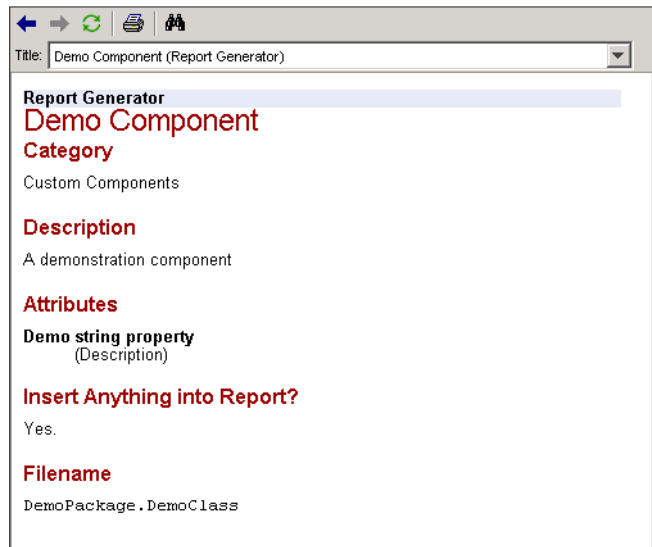 Title: Demo Component (Report Generator)
Report Generator
Demo Component
Category
Custom Components
Description
A demonstration component
Attributes
Demo string property
(Description)
Insert Anything into Report?
Yes.
Filename
DemoPackage.DemoClass